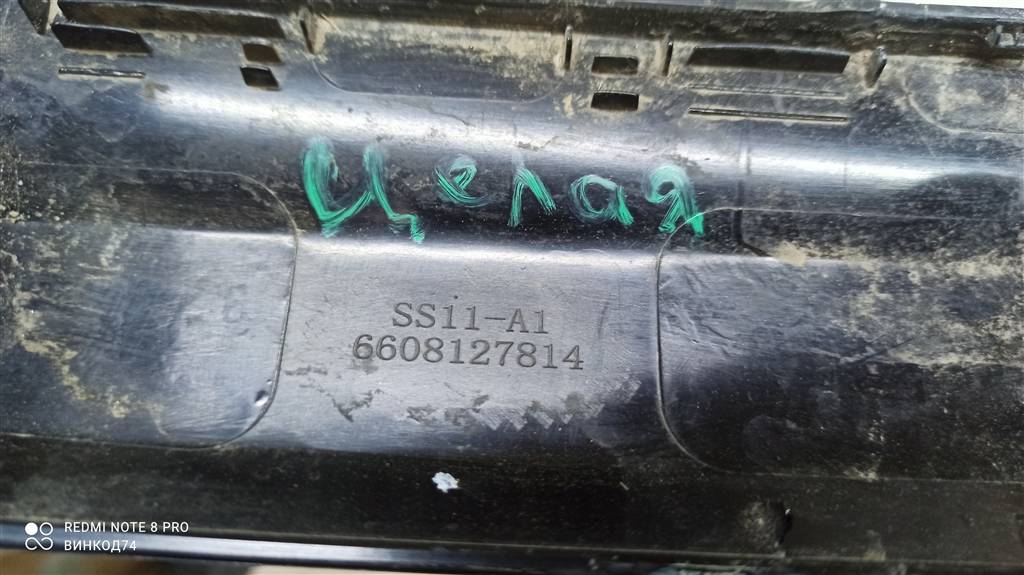 Целая
SS11-A1
6608127814
REDMI NOTE 8 PRO
ВИНКОД74